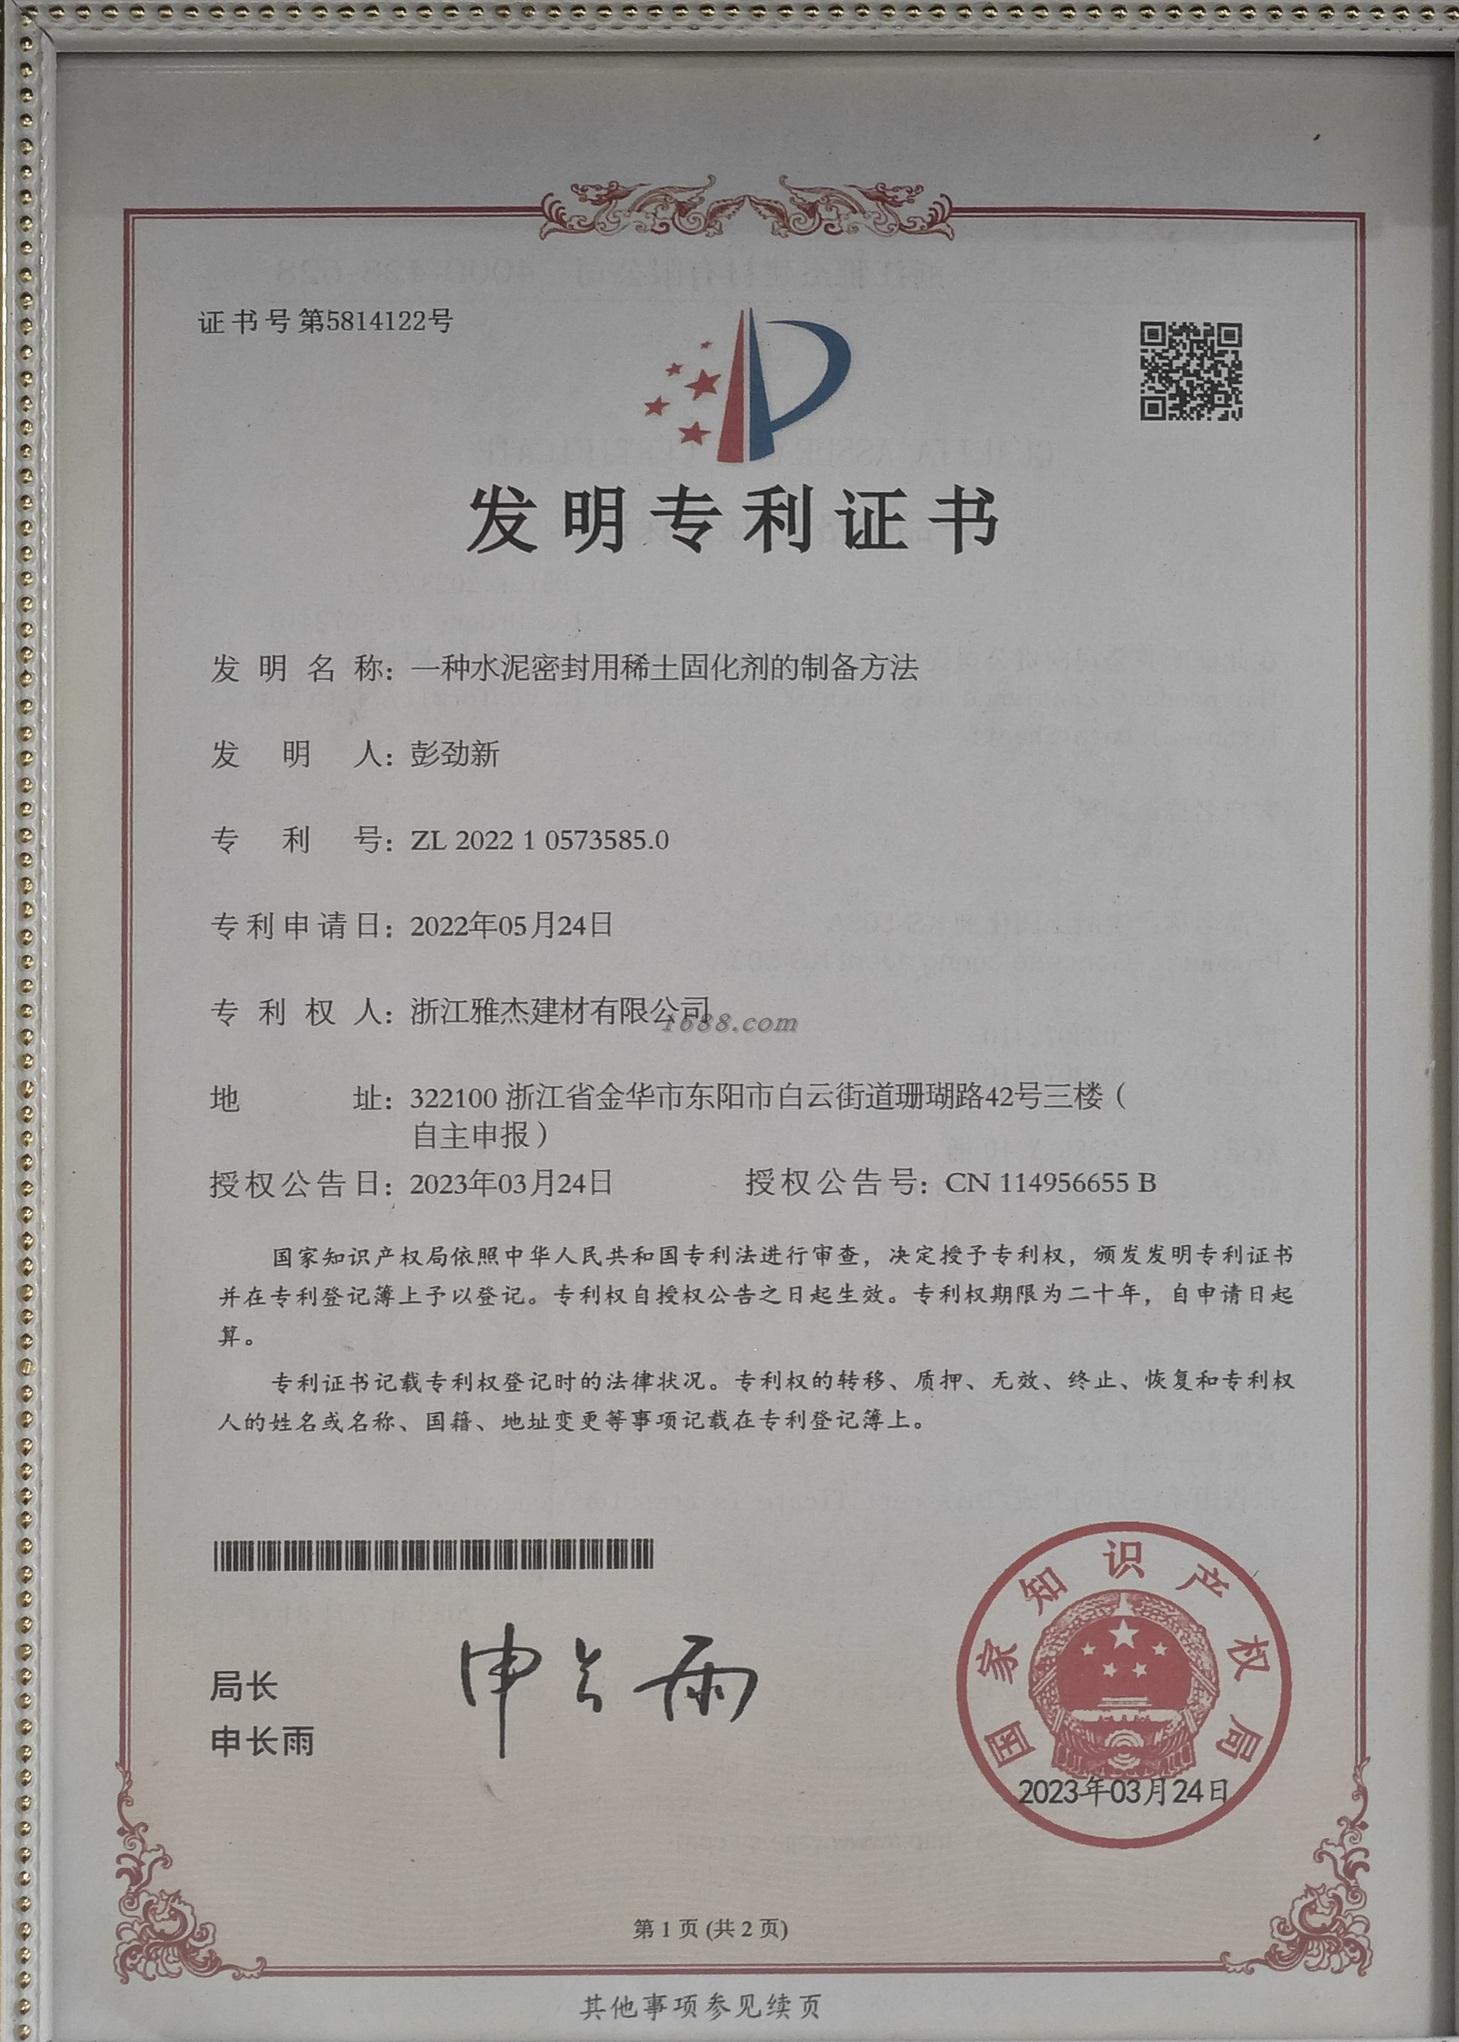 证书号第5814122号
发明专利证书
发明名称：一种水泥密封用稀土固化剂的制备方法
发明人：彭劲新
专利号：ZL 2022 1 0573585.0
专利申请日：2022年05月24日
专利权人：浙江雅杰建材有限公司
1688.com
地址：322100 浙江省金华市东阳市白云街道珊瑚路42号三楼（
自主申报）
授权公告日：2023年03月24日 授权公告号：CN 114956655 B
国家知识产权局依照中华人民共和国专利法进行审查，决定授予专利权，颁发发明专利证书
并在专利登记簿上予以登记。专利权自授权公告之日起生效。专利权期限为二十年，自申请日起
算。
专利证书记载专利权登记时的法律状况。专利权的转移、质押、无效、终止、恢复和专利权
人的姓名或名称、国籍、地址变更等事项记载在专利登记簿上。
局长
申长雨
申长雨
国家知识产权局
2023年03月24日
第 1 页 (共 2 页)
其他事项参见续页